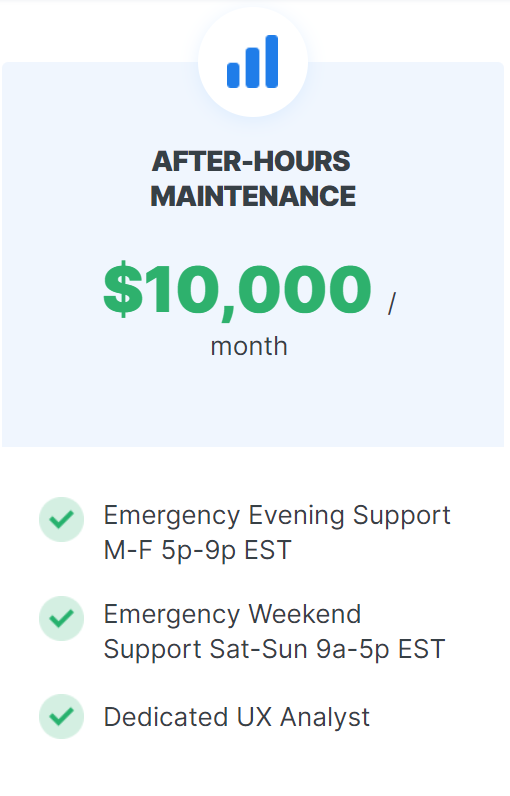 AFTER-HOURS
MAINTENANCE
$10,000 /
month
Emergency Evening Support
M-F 5p-9p EST
Emergency Weekend
Support Sat-Sun 9a-5p EST
Dedicated UX Analyst